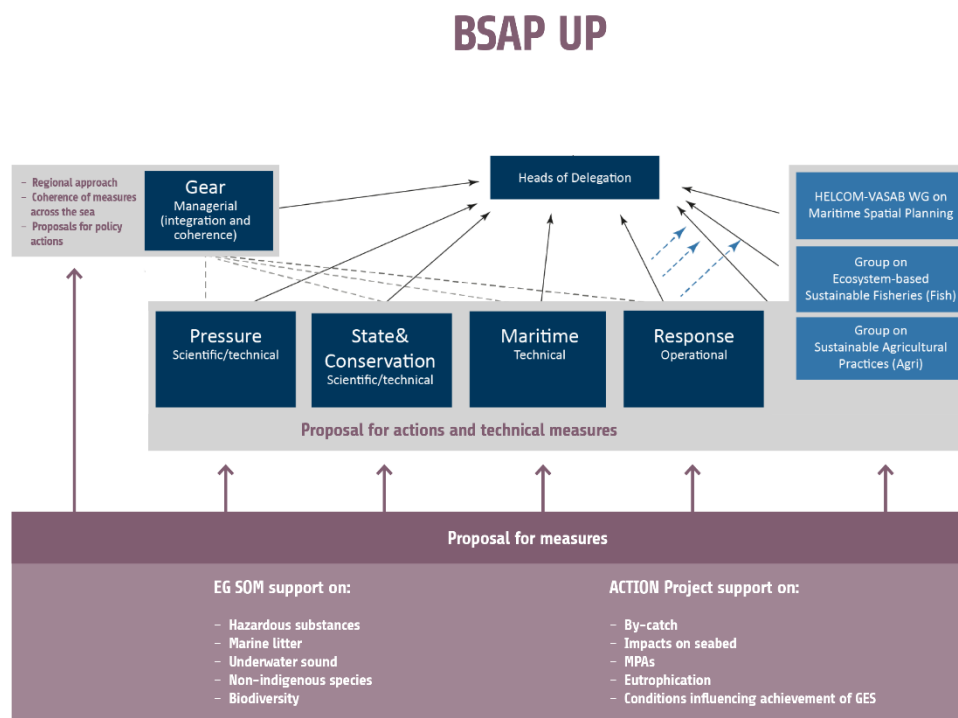 BSAP UP
– Regional approach
– Coherence of measures
across the sea
– Proposals for policy
actions
Gear
Managerial
(integration and
coherence)
Heads of Delegation
HELCOM-VASAB WG on
Maritime Spatial Planning
Group on
Ecosystem-based
Sustainable Fisheries (Fish)
Group on
Sustainable Agricultural
Practices (Agri)
Pressure
Scientific/technical
State&
Conservation
Scientific/technical
Maritime
Technical
Response
Operational
Proposal for actions and technical measures
Proposal for measures
EG SOM support on:
– Hazardous substances
– Marine litter
– Underwater sound
– Non-indigenous species
– Biodiversity
ACTION Project support on:
– By-catch
– Impacts on seabed
– MPAs
– Eutrophication
– Conditions influencing achievement of GES